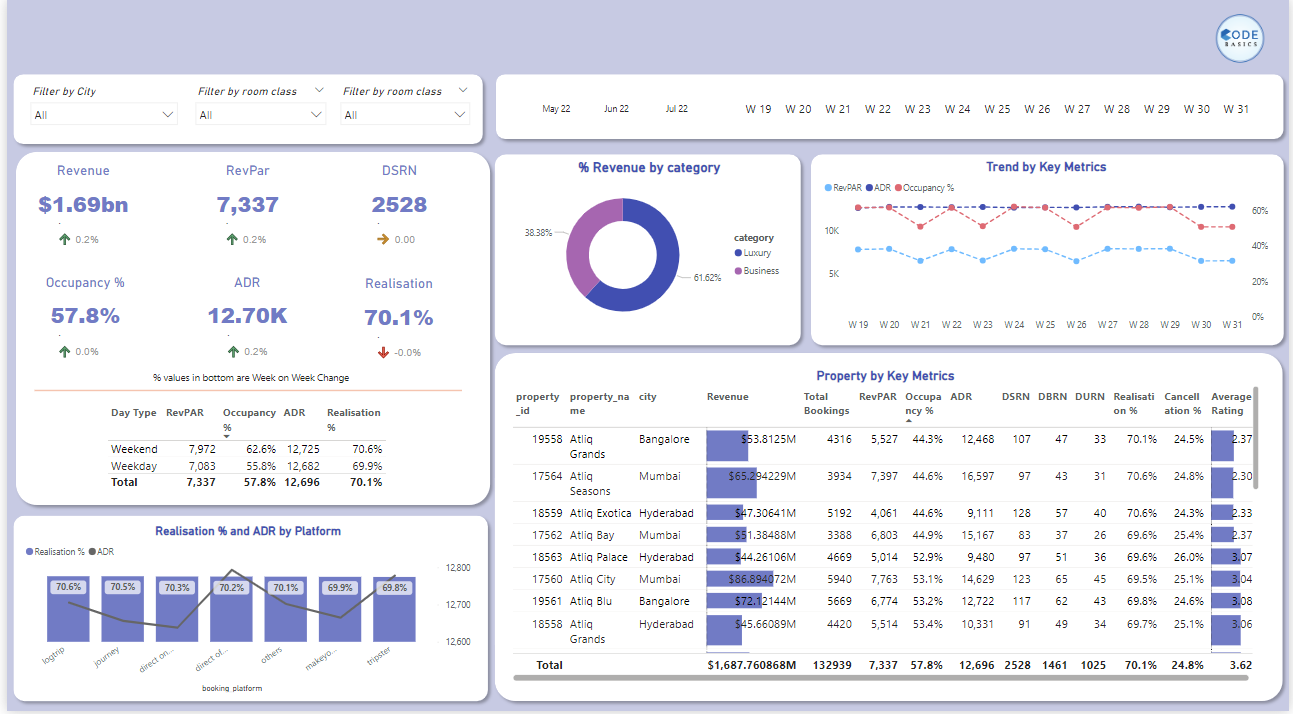 CODE
BASICS
Filter by City
Filter by room class
Filter by room class
All
All
All
May 22 Jun 22 Jul 22 W 19 W 20 W 21 W 22 W 23 W 24 W 25 W 26 W 27 W 28 W 29 W 30 W 31
Revenue RevPar DSRN
$1.69bn 7,337 2528
0.2% 0.2% 0.00
Occupancy % ADR Realisation
57.8% 12.70K 70.1%
0.0% 0.2% -0.0%
% values in bottom are Week on Week Change
Day Type RevPAR Occupancy ADR Realisation
% %
Weekend 7,972 62.6% 12,725 70.6%
Weekday 7,083 55.8% 12,682 69.9%
Total 7,337 57.8% 12,696 70.1%
% Revenue by category
38.38%
61.62%
category
Luxury
Business
Trend by Key Metrics
RevPAR ADR Occupancy %
10K
5K
60%
40%
20%
0%
W 19 W 20 W 21 W 22 W 23 W 24 W 25 W 26 W 27 W 28 W 29 W 30 W 31
Realisation % and ADR by Platform
Realisation % ADR
70.6% 70.5% 70.3% 70.2% 70.1% 69.9% 69.8%
12,800
12,700
12,600
logtrip journey direct on... direct of... others makeyo... tripster
booking platform
Property by Key Metrics
property property_na city Revenue Total RevPAR Occupa ADR DSRN DBRN DURN Realisati Cancell Average
_id me Bookings ncy % on % ation % Rating
19558 Atliq Bangalore $53.8125M 4316 5,527 44.3% 12,468 107 47 33 70.1% 24.5% 2.37
Grands
17564 Atliq Mumbai $65.294229M 3934 7,397 44.6% 16,597 97 43 31 70.6% 24.8% 2.30
Seasons
18559 Atliq Exotica Hyderabad $47.30641M 5192 4,061 44.6% 9,111 128 57 40 70.6% 24.3% 2.33
17562 Atliq Bay Mumbai $51.38488M 3388 6,803 44.9% 15,167 83 37 26 69.6% 25.4% 2.37
18563 Atliq Palace Hyderabad $44.26106M 4669 5,014 52.9% 9,480 97 51 36 69.6% 26.0% 3.07
17560 Atliq City Mumbai $86.894072M 5940 7,763 53.1% 14,629 123 65 45 69.5% 25.1% 3.04
19561 Atliq Blu Bangalore $72.12144M 5669 6,774 53.2% 12,722 117 62 43 69.8% 24.6% 3.08
18558 Atliq Hyderabad $45.66089M 4420 5,514 53.4% 10,331 91 49 34 69.7% 25.1% 3.06
Grands
Total $1,687.760868M 132939 7,337 57.8% 12,696 2528 1461 1025 70.1% 24.8% 3.62